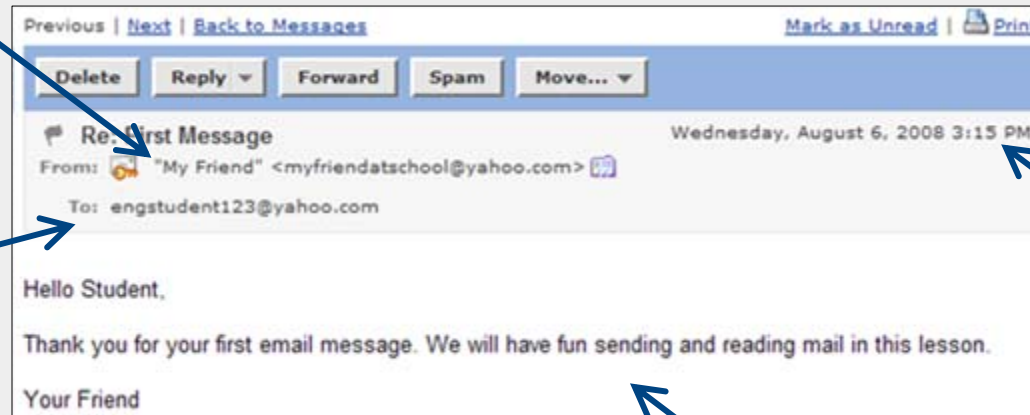 Previous | Next | Back to Messages Mark as Unread | Prin
Delete Reply Forward Spam Move...
Re: First Message Wednesday, August 6, 2008 3:15 PM
From: "My Friend" <myfriendatschool@yahoo.com>
To: engstudent123@yahoo.com
Hello Student,
Thank you for your first email message. We will have fun sending and reading mail in this lesson.
Your Friend